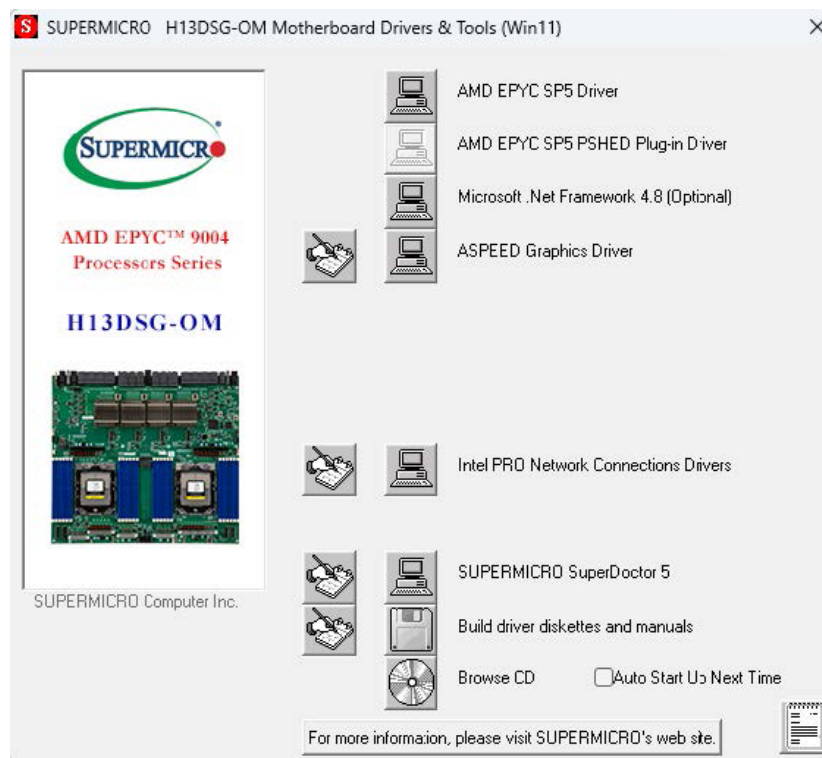 S SUPERMICRO H13DSG-OM Motherboard Drivers & Tools (Win11)
SUPERMICRO
AMD EPYC™ 9004
Processors Series
H13DSG-OM
SUPERMICRO Computer Inc.
AMD EPYC SP5 Driver
AMD EPYC SP5 PSHED Plug-in Driver
Microsoft .Net Framework 4.8 (Optional)
ASPEED Graphics Driver
Intel PRO Network Connections Drivers
SUPERMICRO SuperDoctor 5
Build driver diskettes and manuals
Browse CD
Auto Start Up Next Time
For more information, please visit SUPERMICRO's web site.